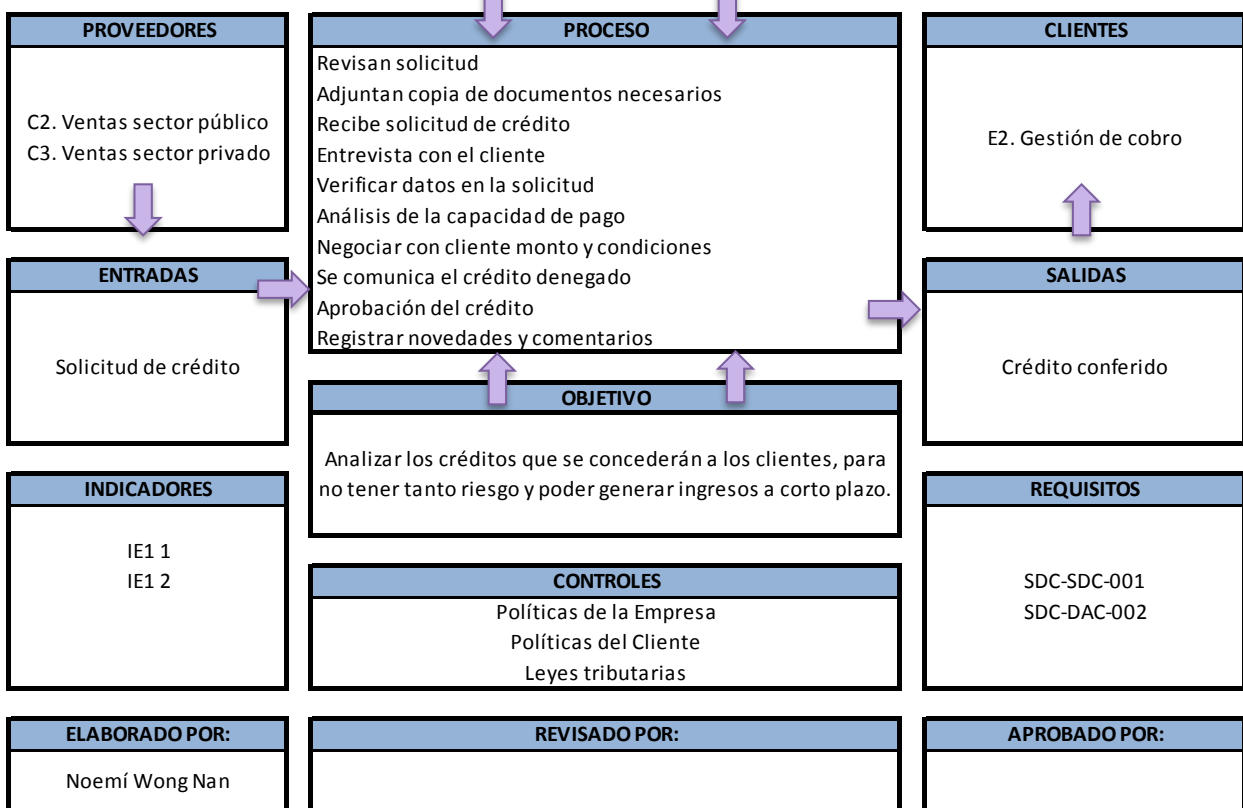 PROVEEDORES
C2. Ventas sector público
C3. Ventas sector privado
PROCESO
Revisan solicitud
Adjuntan copia de documentos necesarios
Recibe solicitud de crédito
Entrevista con el cliente
Verificar datos en la solicitud
Análisis de la capacidad de pago
Negociar con cliente monto y condiciones
Se comunica el crédito denegado
Aprobación del crédito
Registrar novedades y comentarios
CLIENTES
E2. Gestión de cobro
ENTRADAS
Solicitud de crédito
SALIDAS
Crédito conferido
OBJETIVO
Analizar los créditos que se concederán a los clientes, para
no tener tanto riesgo y poder generar ingresos a corto plazo.
INDICADORES
IE1 1
IE1 2
CONTROLES
Políticas de la Empresa
Políticas del Cliente
Leyes tributarias
REQUISITOS
SDC-SDC-001
SDC-DAC-002
ELABORADO POR:
Noemí Wong Nan
REVISADO POR:
APROBADO POR: